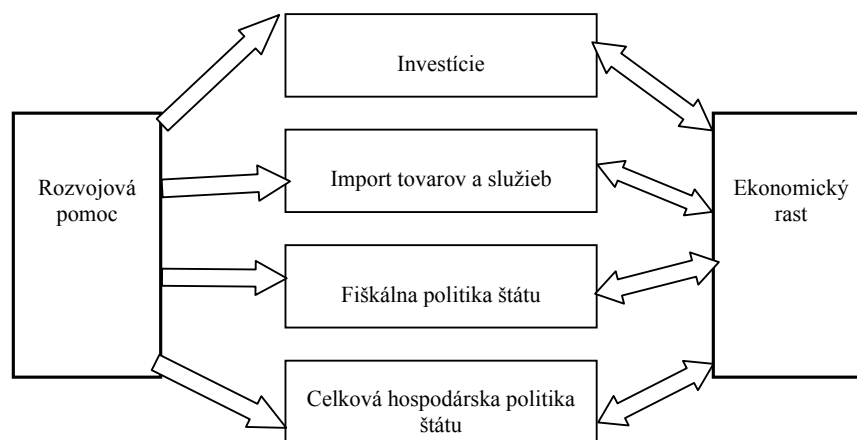 Investície
Rozvojová
pomoc
Import tovarov a služieb
Ekonomický
rast
Fiškálna politika štátu
Celková hospodárska politika
štátu